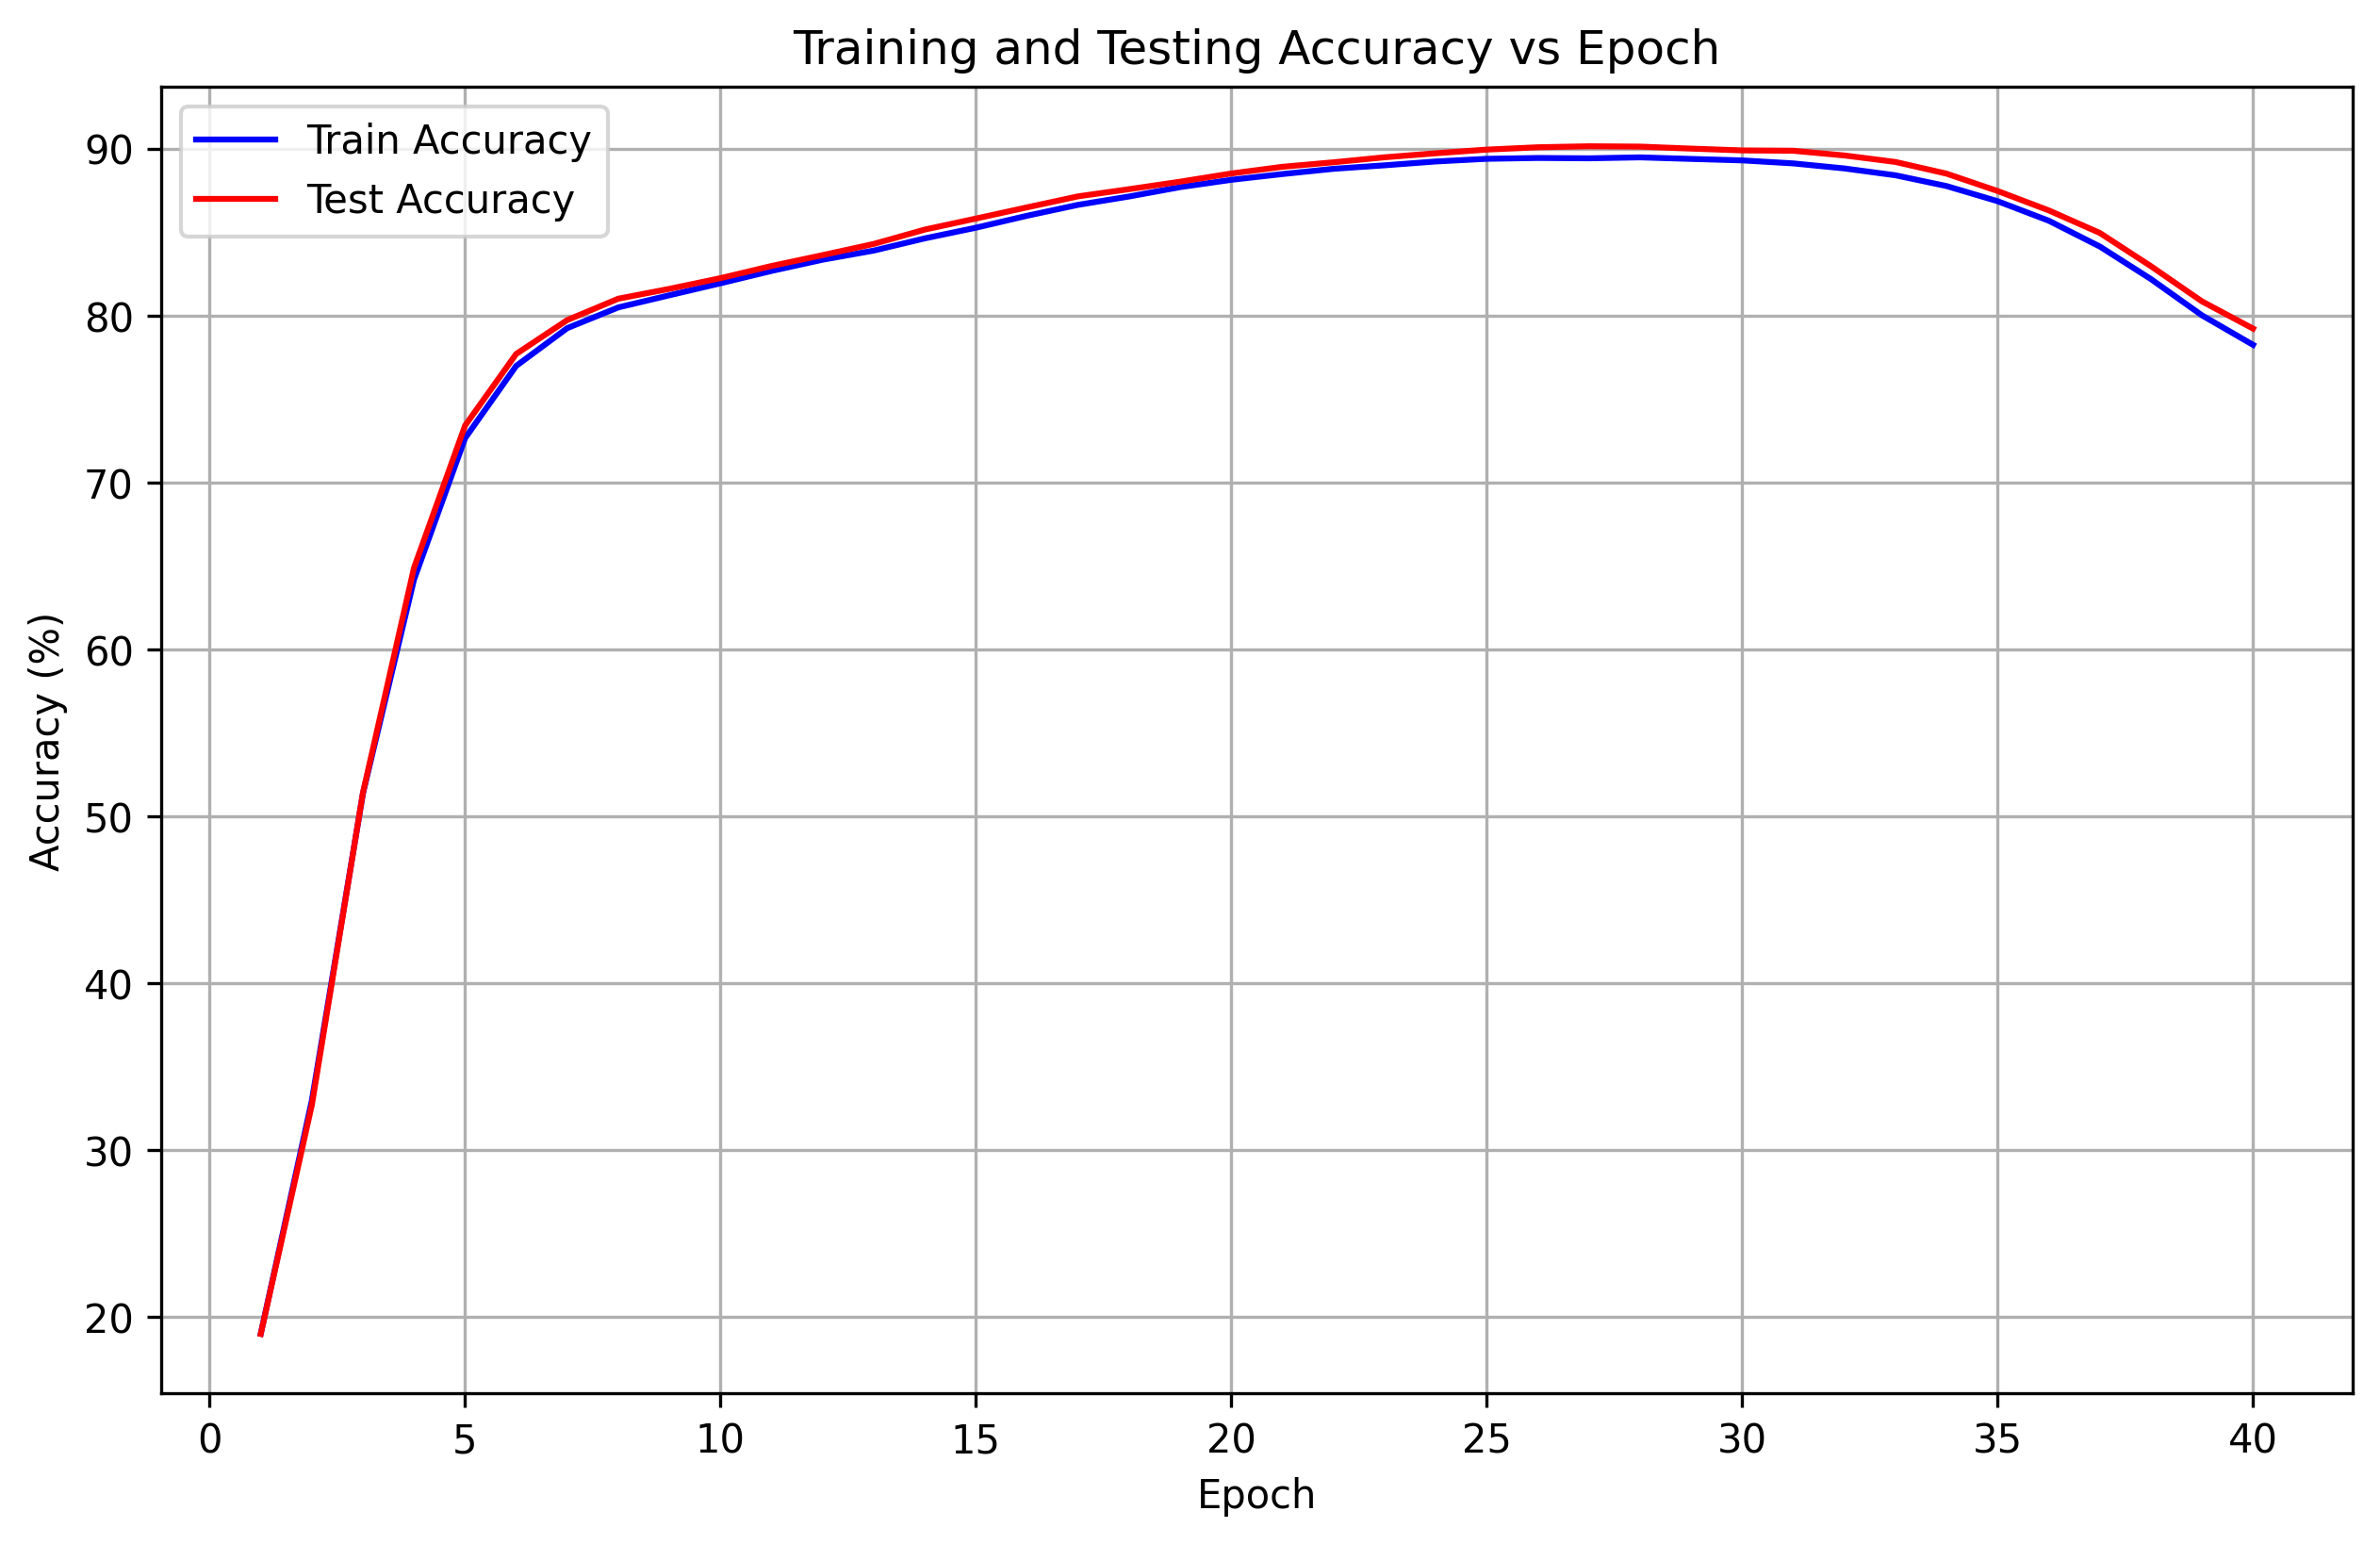 Training and Testing Accuracy vs Epoch
Train Accuracy
Test Accuracy
90
80
70
60
50
40
30
20
Accuracy (%)
0 5 10 15 20 25 30 35 40
Epoch